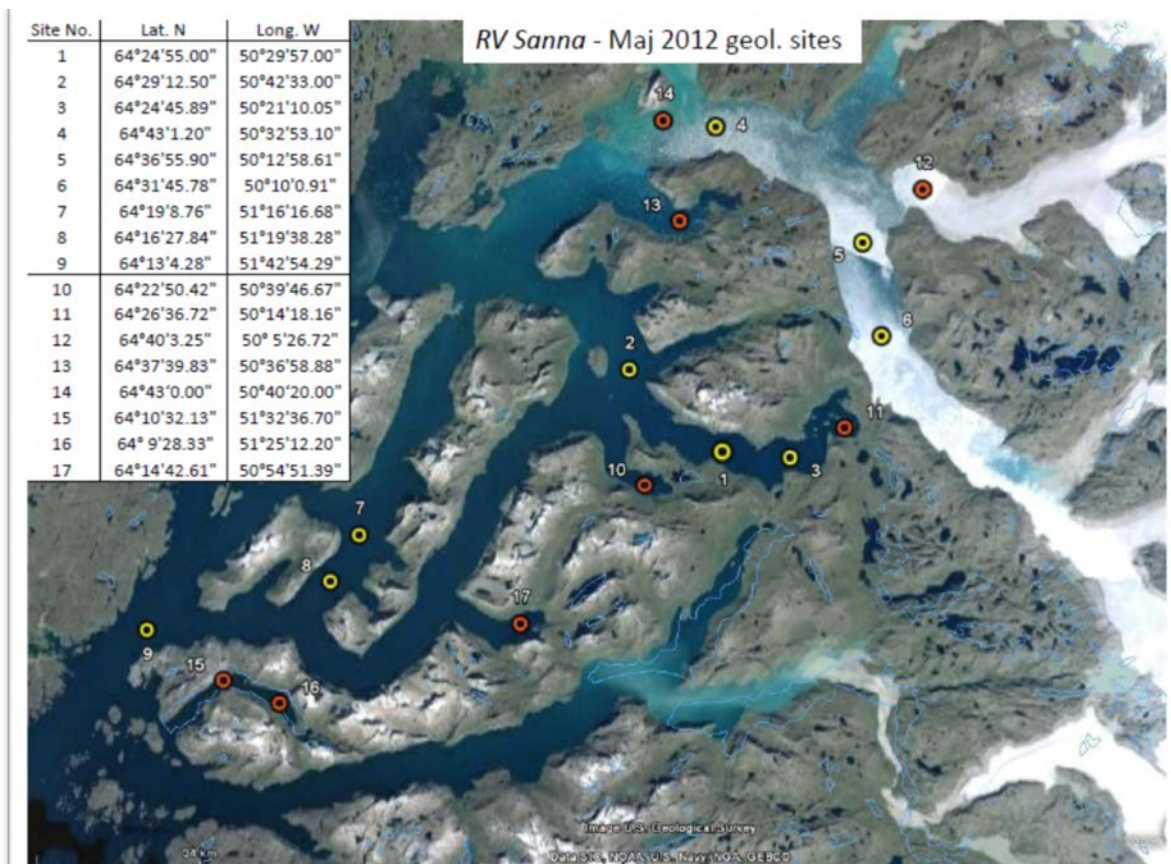 RV Sanna - Maj 2012 geol. sites
Site No. Lat. N Long. W
1 64°24'55.00" 50°29'57.00"
2 64°29'12.50" 50°42'33.00"
3 64°24'45.89" 50°21'10.05"
4 64°43'1.20" 50°32'53.10"
5 64°36'55.90" 50°12'58.61"
6 64°31'45.78" 50°10'0.91"
7 64°19'8.76" 51°16'16.68"
8 64°16'27.84" 51°19'38.28"
9 64°13'4.28" 51°42'54.29"
10 64°22'50.42" 50°39'46.67"
11 64°26'36.72" 50°14'18.16"
12 64°40'3.25" 50° 5'26.72"
13 64°37'39.83" 50°36'58.88"
14 64°43'0.00" 50°40'20.00"
15 64°10'32.13" 51°32'36.70"
16 64° 9'28.33" 51°25'12.20"
17 64°14'42.61" 50°54'51.39"
14
4
12
13
5
6
2
11
10
1
3
7
8
17
9
15
16
Image U.S. Geological Survey
34 km
Data SIO, NOAA, U.S. Navy, NGA, GEBCO